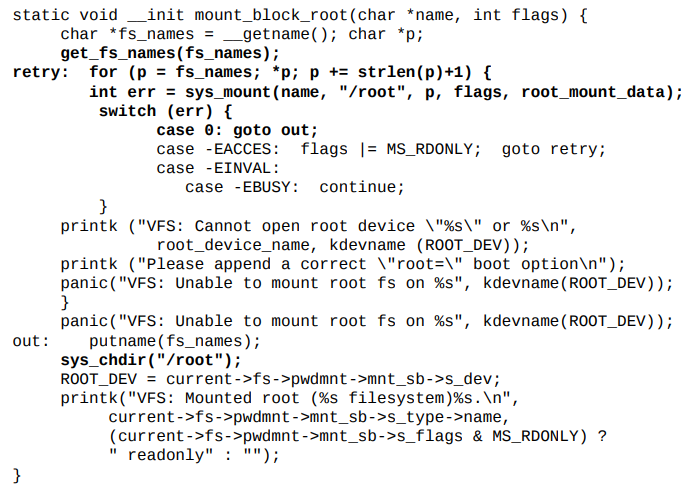 static void __init mount_block_root(char *name, int flags) {
     char *fs_names = __getname(); char *p;
     get_fs_names(fs_names);
retry:  for (p = fs_names; *p; p += strlen(p)+1) {
        int err = sys_mount(name, "/root", p, flags, root_mount_data);
         switch (err) {
               case 0: goto out;
               case -EACCES:  flags |= MS_RDONLY;  goto retry;
               case -EINVAL:
                  case -EBUSY:  continue;
         }
     printk ("VFS: Cannot open root device \"%s\" or %s\n",
               root_device_name, kdevname (ROOT_DEV));
     printk ("Please append a correct \"root=\" boot option\n");
     panic("VFS: Unable to mount root fs on %s", kdevname(ROOT_DEV));
     }
     panic("VFS: Unable to mount root fs on %s", kdevname(ROOT_DEV));
out:    putname(fs_names);
     sys_chdir("/root");
     ROOT_DEV = current->fs->pwdmnt->mnt_sb->s_dev;
     printk("VFS: Mounted root (%s filesystem)%s.\n",
          current->fs->pwdmnt->mnt_sb->s_type->name,
          (current->fs->pwdmnt->mnt_sb->s_flags & MS_RDONLY) ?
          " readonly" : "");
}